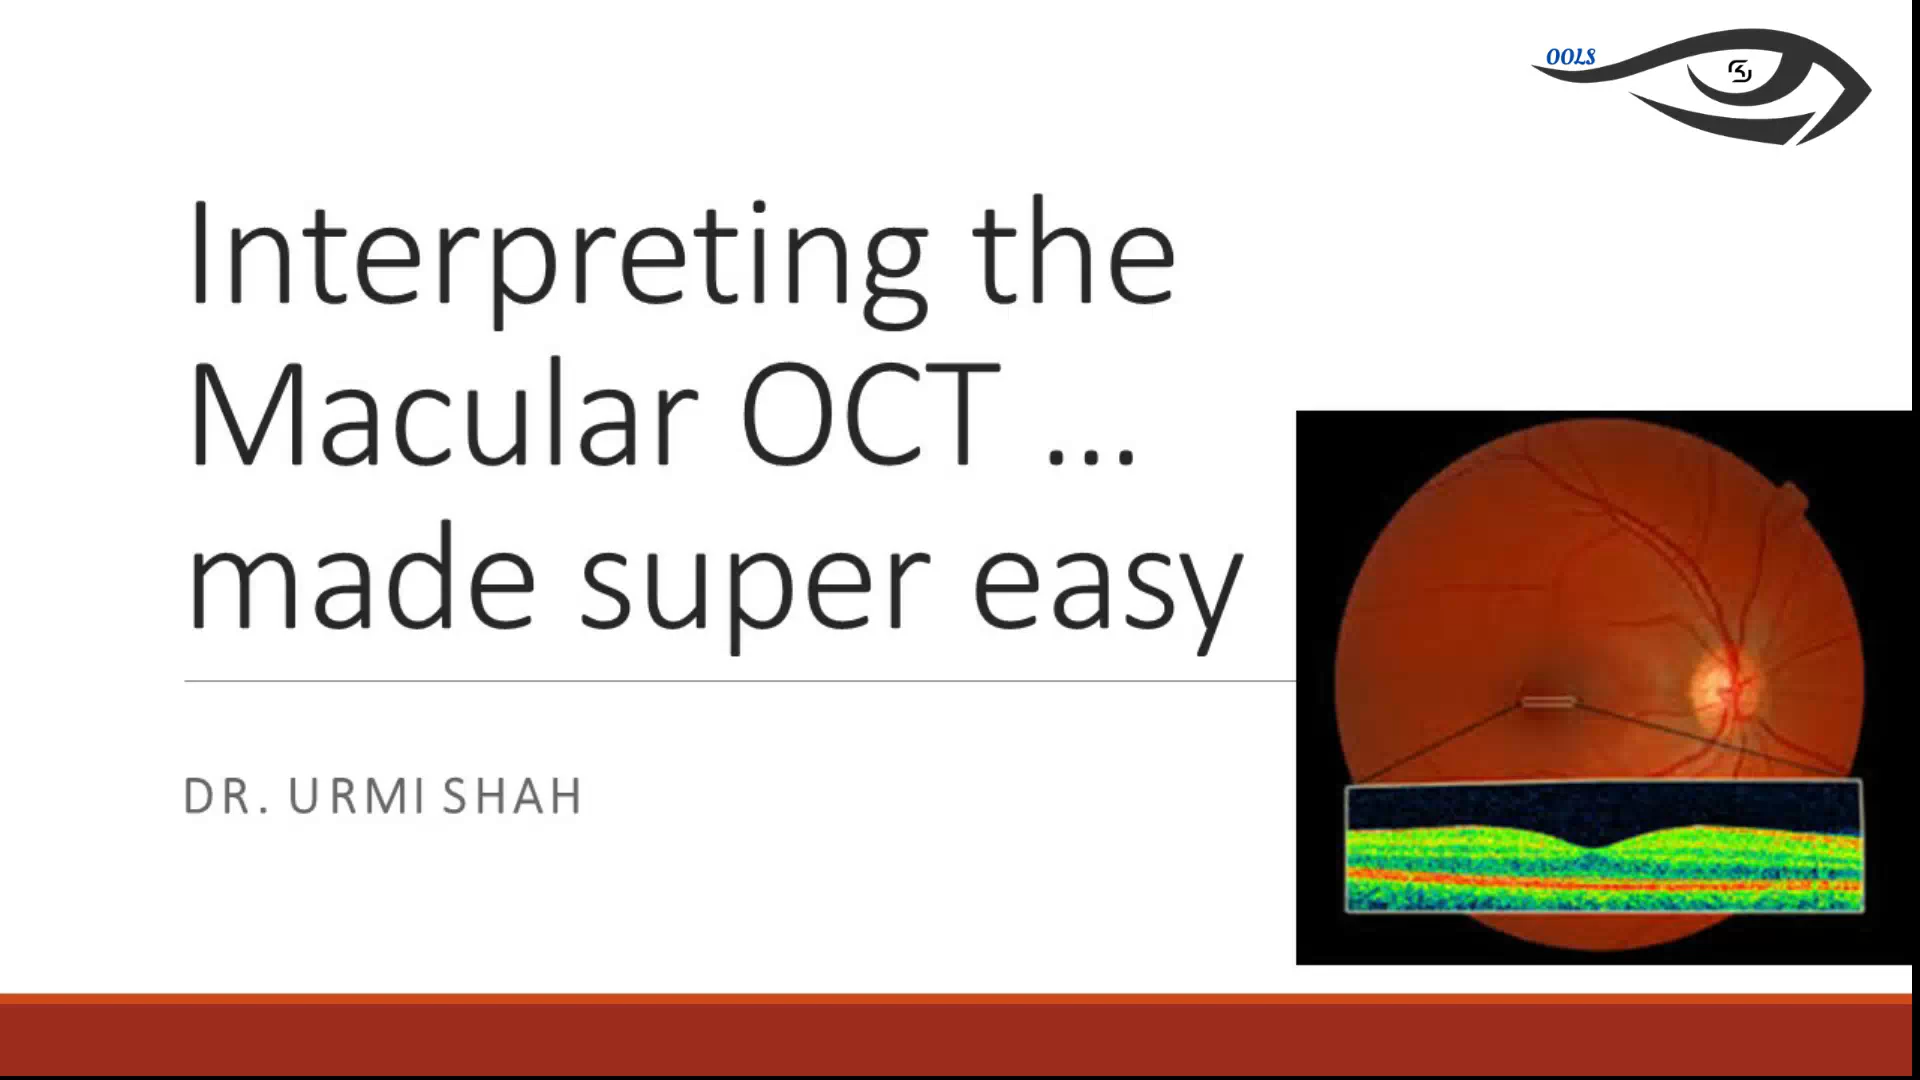 OOLS
Interpreting the
Macular OCT ...
made super easy
DR. URMI SHAH